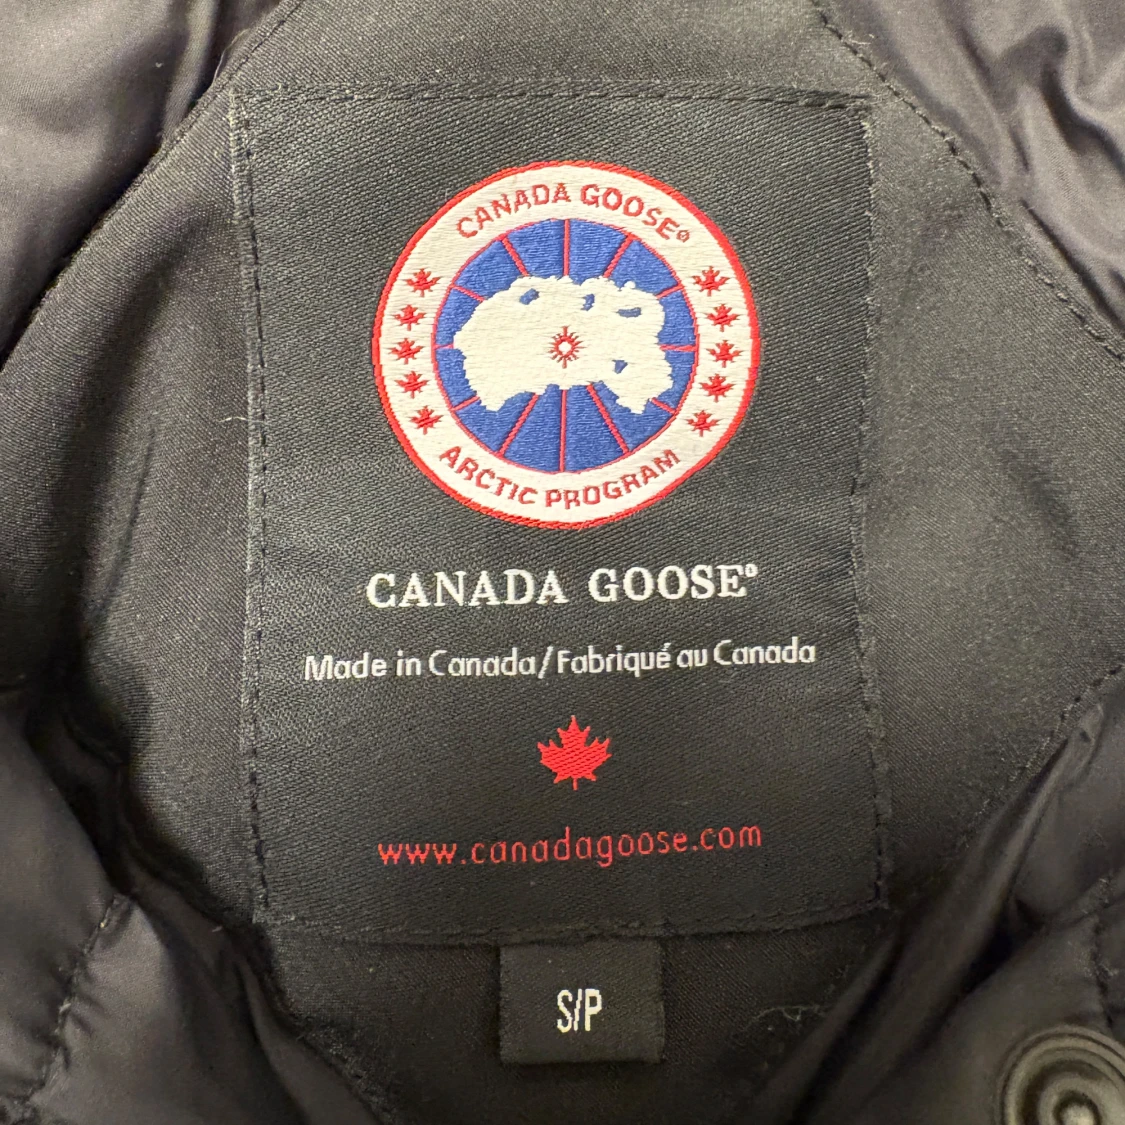 CANADA GOOSE®
ARCTIC PROGRAM
CANADA GOOSE®
Made in Canada/Fabriqué au Canada
www.canadagoose.com
S/P